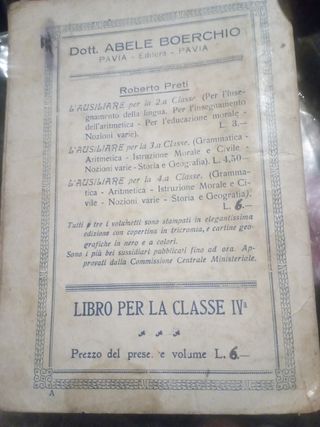 Dott. ABELE BOERCHIO
PAVIA - Editore - PAVIA
Roberto Preti
L'AUSILIARE per la 2.a Classe. (Per l'inse-
gnamento della lingua. Per l'insegnamento
dell'aritmetica - Per l'educazione morale -
Nozioni varie). L. 3.—
L'AUSILIARE per la 3.a Classe. (Grammatica -
Aritmetica - Istruzione Morale e Civile -
Nozioni varie - Storia e Geografia). L. 4,50—
L'AUSILIARE per la 4.a Classe. (Gramma-
tica - Aritmetica - Istruzione Morale e Ci-
vile - Nozioni varie - Storia e Geografia).
L. 6.—
Tutti e tre i volumetti sono stampati in elegantissima
edizione con copertina in tricromia, e cartine geo-
grafiche in nero e a colori.
Sono i più bei sussidiari pubblicati fino ad ora. Ap-
provati dalla Commissione Centrale Ministeriale.
LIBRO PER LA CLASSE IVª
Prezzo del presente volume L. 6.—
A